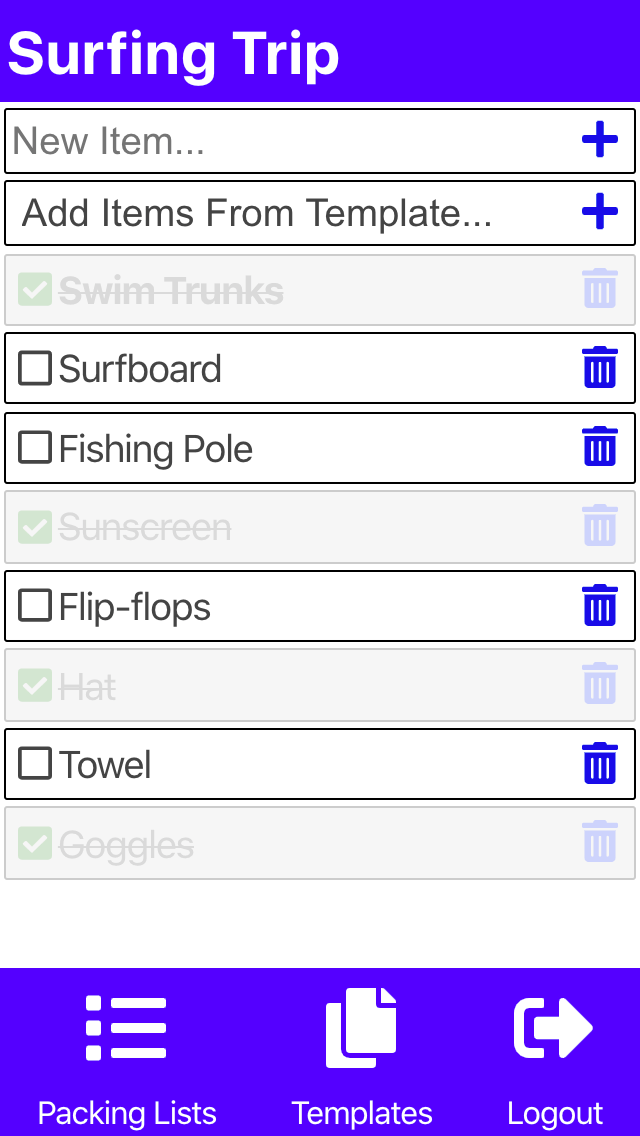 Surfing Trip
New Item...
Add Items From Template...
Swim Trunks
Surfboard
Fishing Pole
Sunscreen
Flip-flops
Hat
Towel
Goggles
Packing Lists Templates Logout